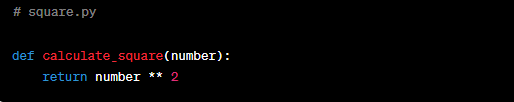 # square.py

def calculate_square(number):
    return number ** 2